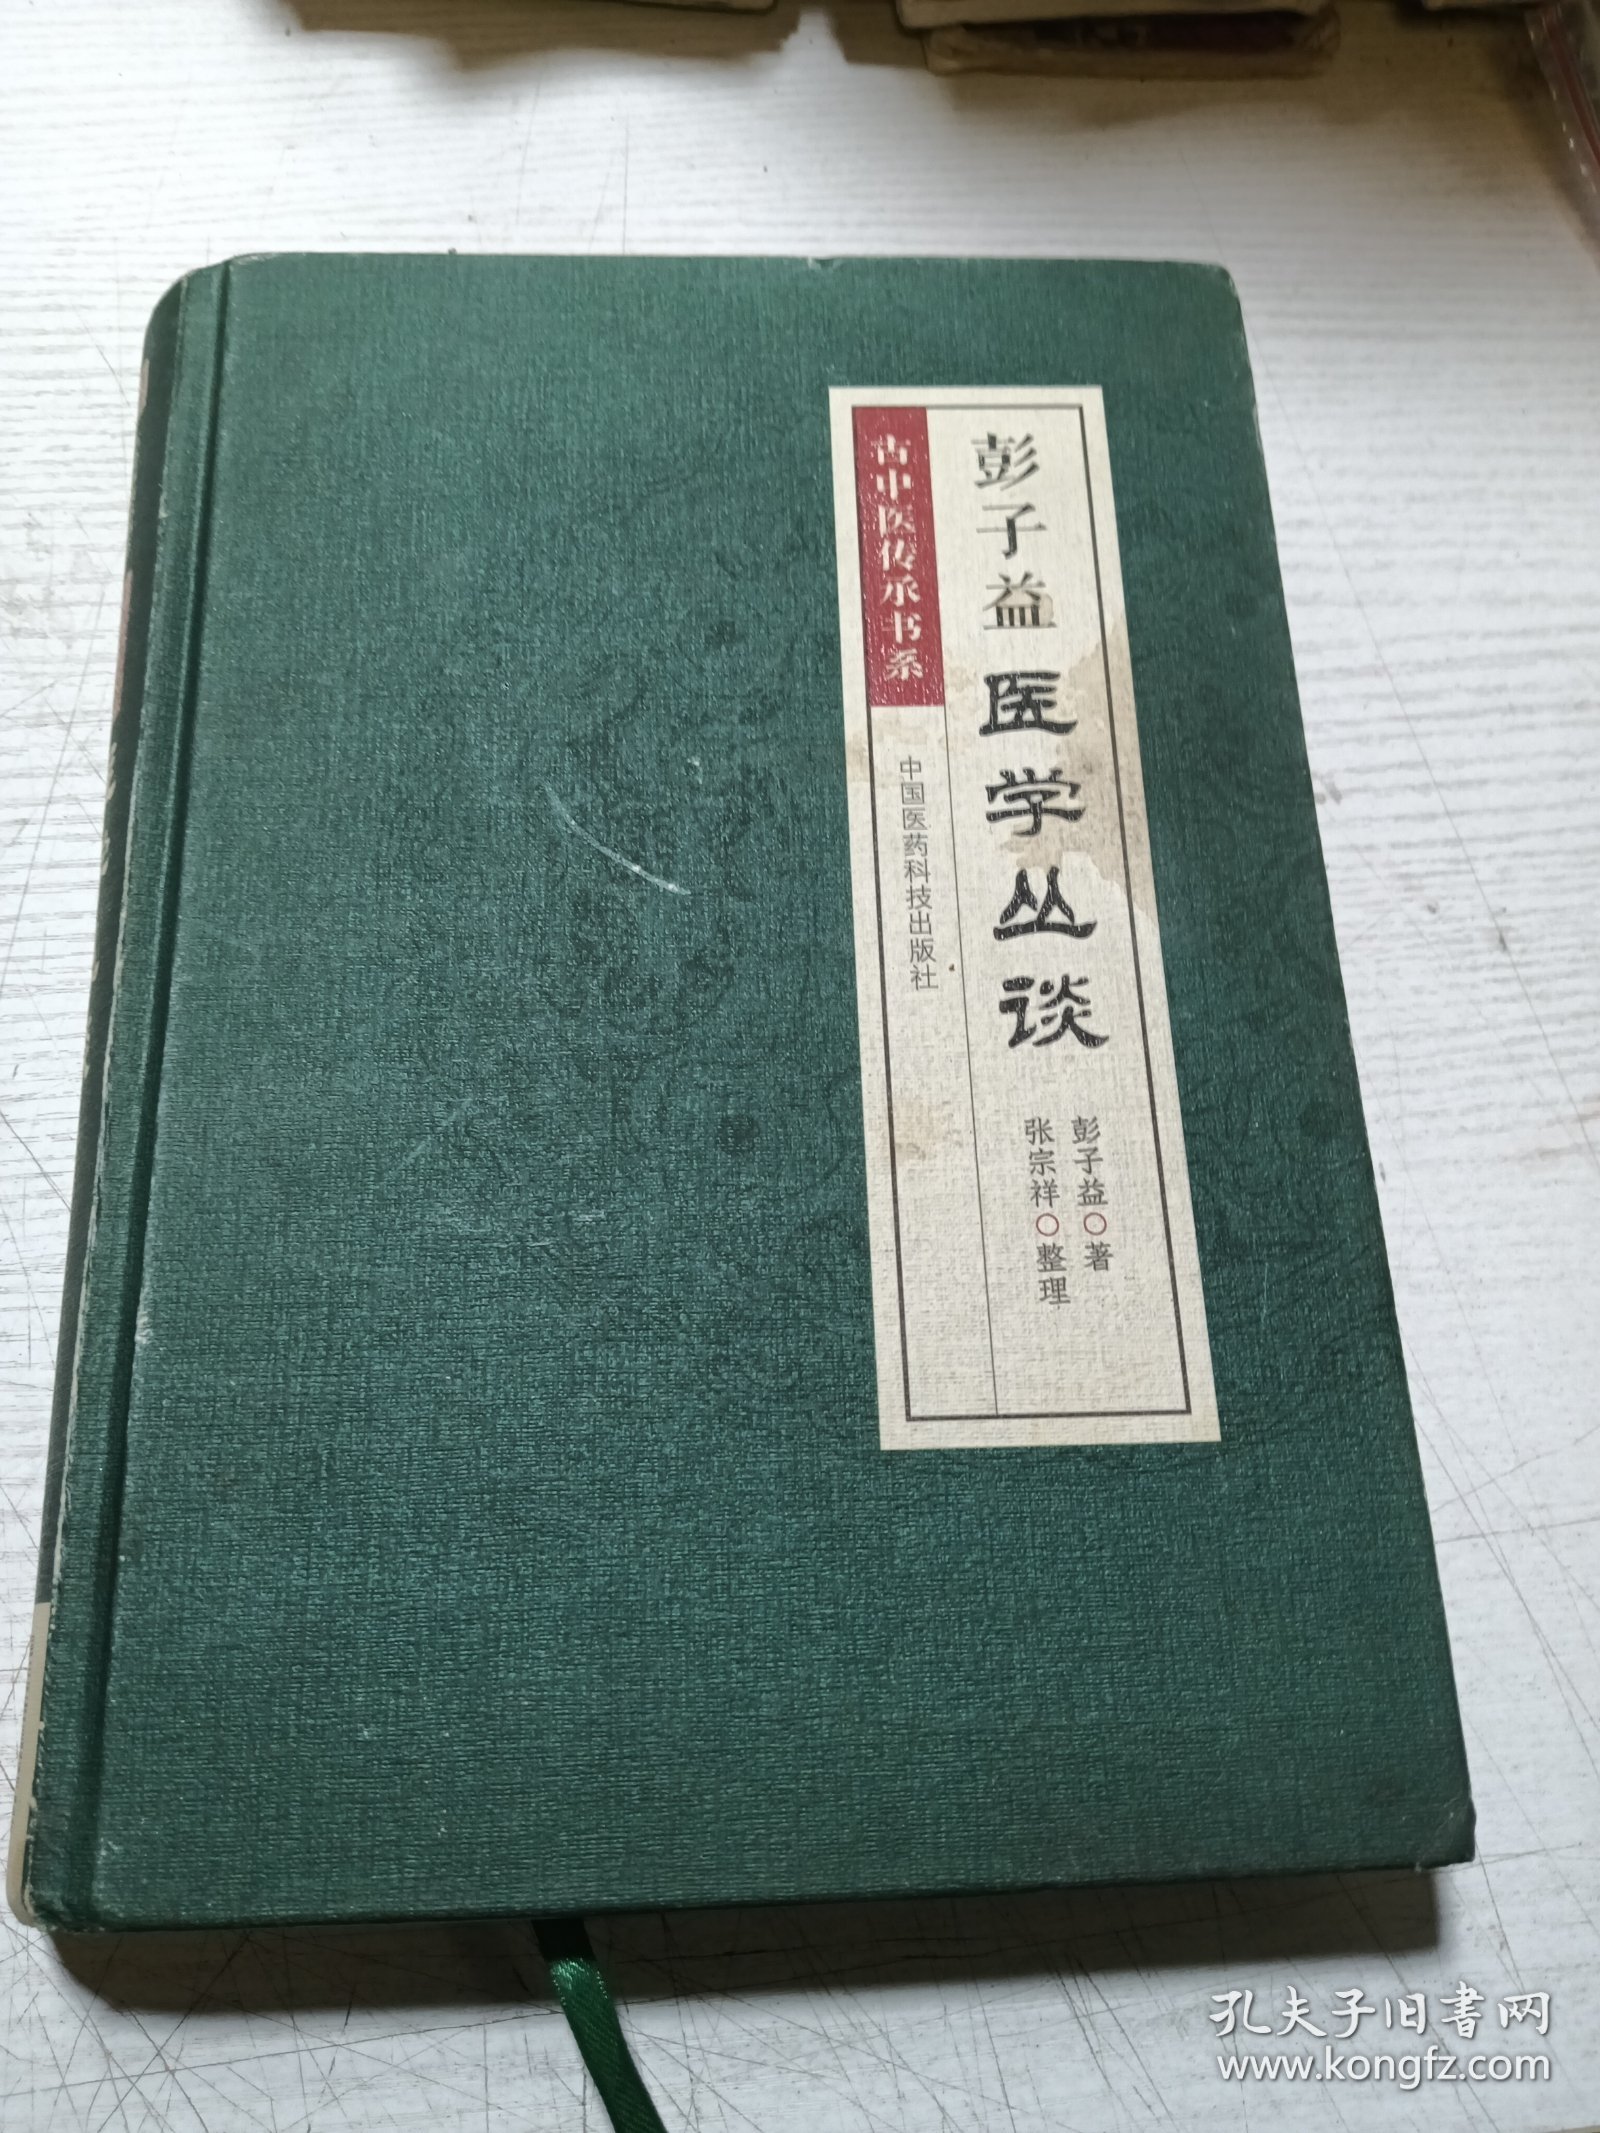 彭子益医学丛谈
彭子益〇著
张宗祥〇整理
古中医传承书系
中国医药科技出版社
孔夫子旧书网
www.kongfz.com